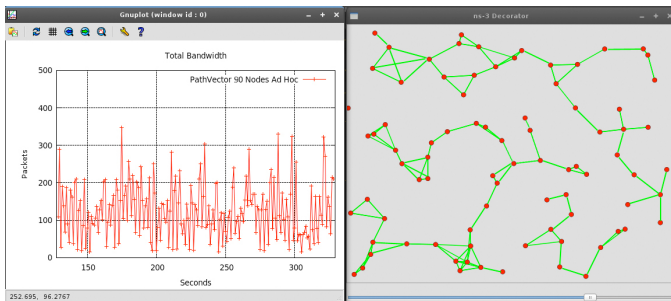 Gnuplot (window id : 0)
Total Bandwidth
PathVector 90 Nodes Ad Hoc
500
400
300
200
100
0
Packets
150
200
250
300
Seconds
252.695, 96.2767
ns-3 Decorator